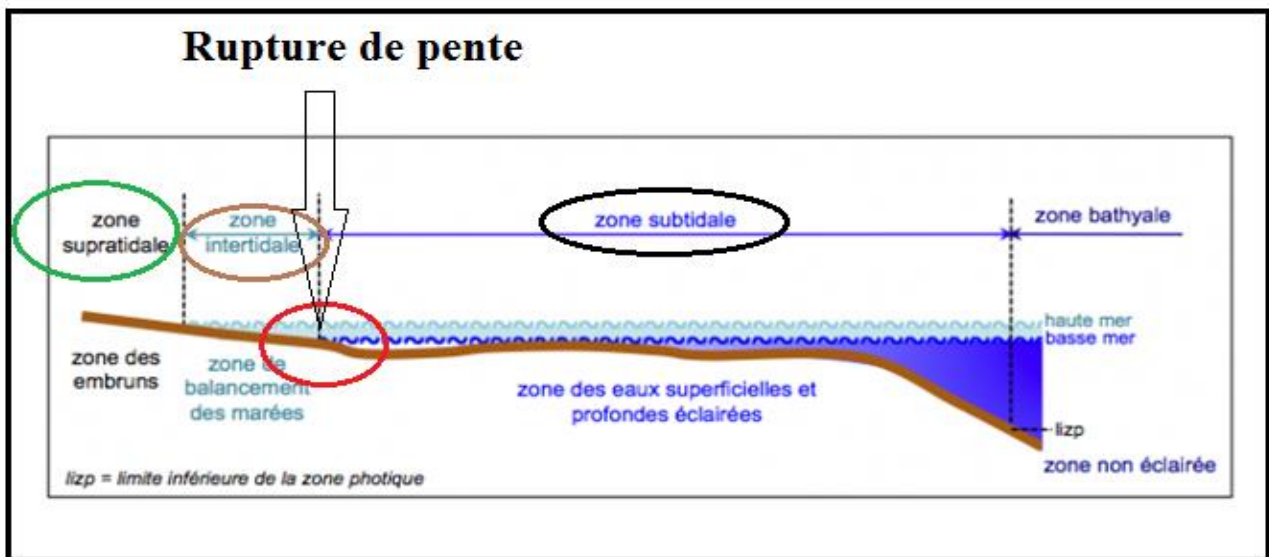 Rupture de pente
zone
supratidale
zone
intertidale
zone subtidale
zone bathyale
haute mer
basse mer
zone des
embruns
zone de
balancement
des marées
zone des eaux superficielles et
profondes éclairées
lizp
zone non éclairée
lizp = limite inférieure de la zone photique